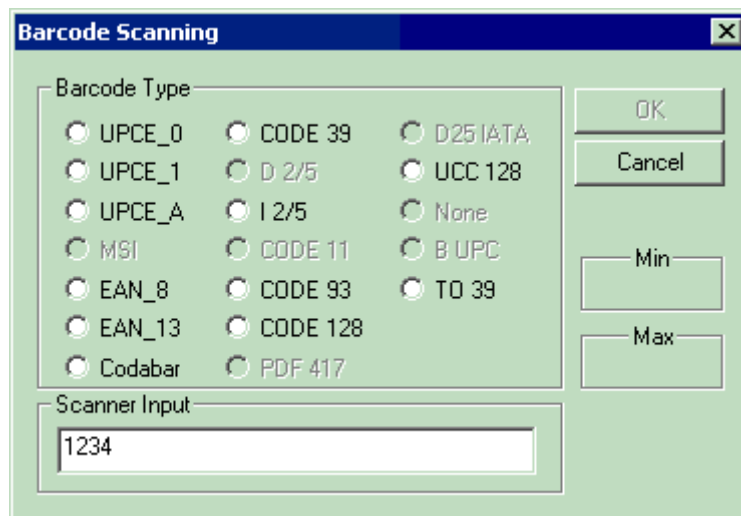 Barcode Scanning
Barcode Type
UPCE_0 CODE 39 D25 IATA
UPCE_1 D 2/5 UCC 128
UPCE_A I 2/5 None
MSI CODE 11 B UPC
EAN_8 CODE 93 TO 39
EAN_13 CODE 128
Codabar PDF 417
OK
Cancel
Min
Max
Scanner Input
1234